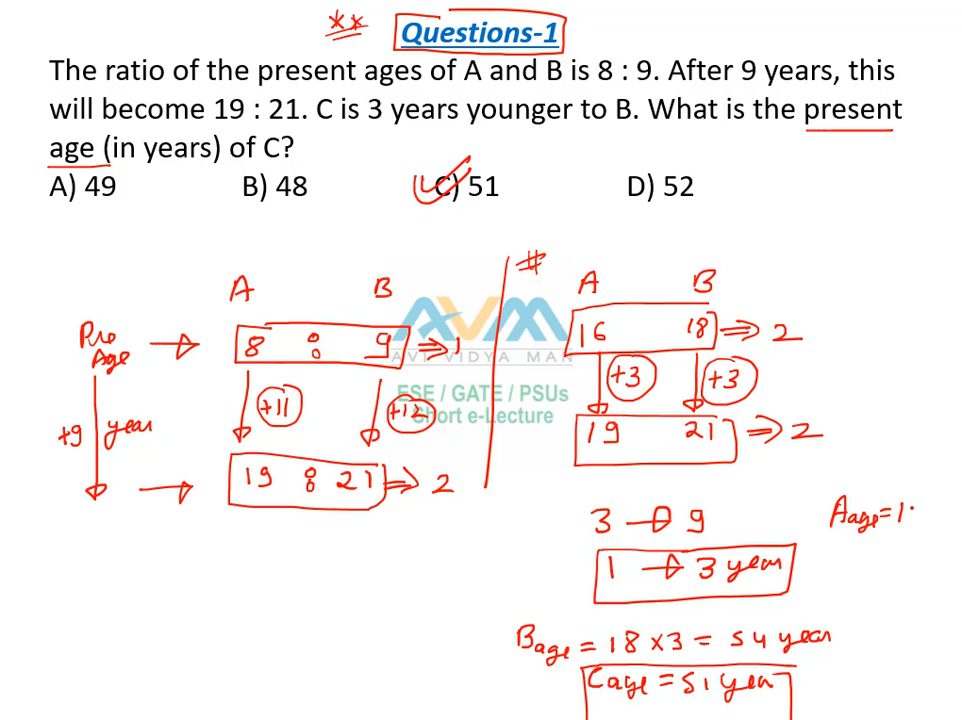 ** Questions-1
The ratio of the present ages of A and B is 8 : 9. After 9 years, this
will become 19 : 21. C is 3 years younger to B. What is the present
age (in years) of C?
A) 49 B) 48 C) 51 D) 52
#
A B A B
Pre Age → 8 : 9 ⇒ 1 16 18 ⇒ 2
AVM
AVI VIDYA MAN
ESE / GATE / PSUs
Short e-Lecture
+9 year +11 +12 +3 +3
→ 19 : 21 ⇒ 2 19 21 ⇒ 2
3 → 9 A age = 1
1 → 3 year
B age = 18 × 3 = 54 year
C age = 51 year